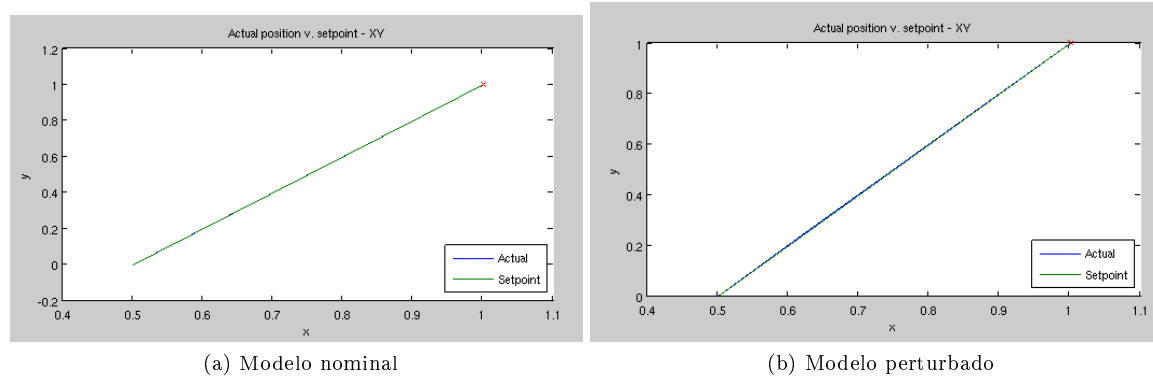 Actual position v. setpoint - XY
1.2
1
0.8
0.6
0.4
0.2
0
-0.2
y
0.4 0.5 0.6 0.7 0.8 0.9 1 1.1
x
Actual
Setpoint
(a) Modelo nominal
Actual position v. setpoint - XY
1
0.8
0.6
0.4
0.2
0
y
0.4 0.5 0.6 0.7 0.8 0.9 1 1.1
x
Actual
Setpoint
(b) Modelo perturbado